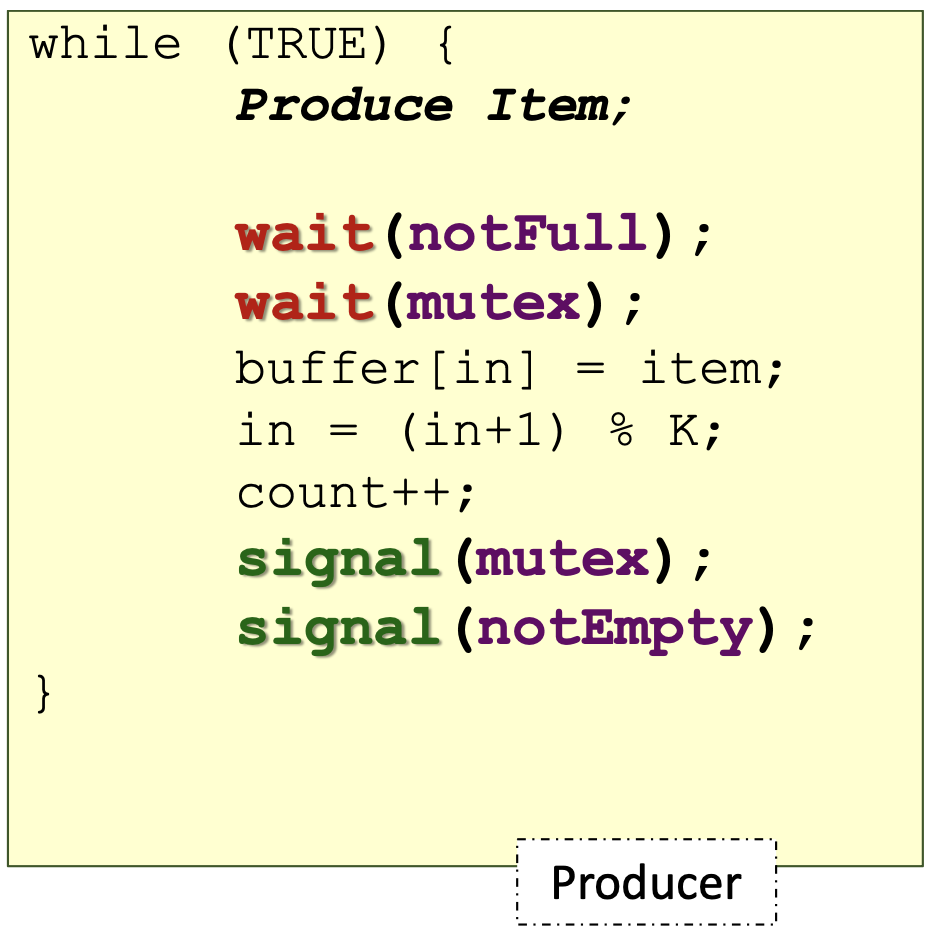 while (TRUE) {
Produce Item;
wait(notFull);
wait(mutex);
buffer[in] = item;
in = (in+1) % K;
count++;
signal(mutex);
signal(notEmpty);
}
Producer